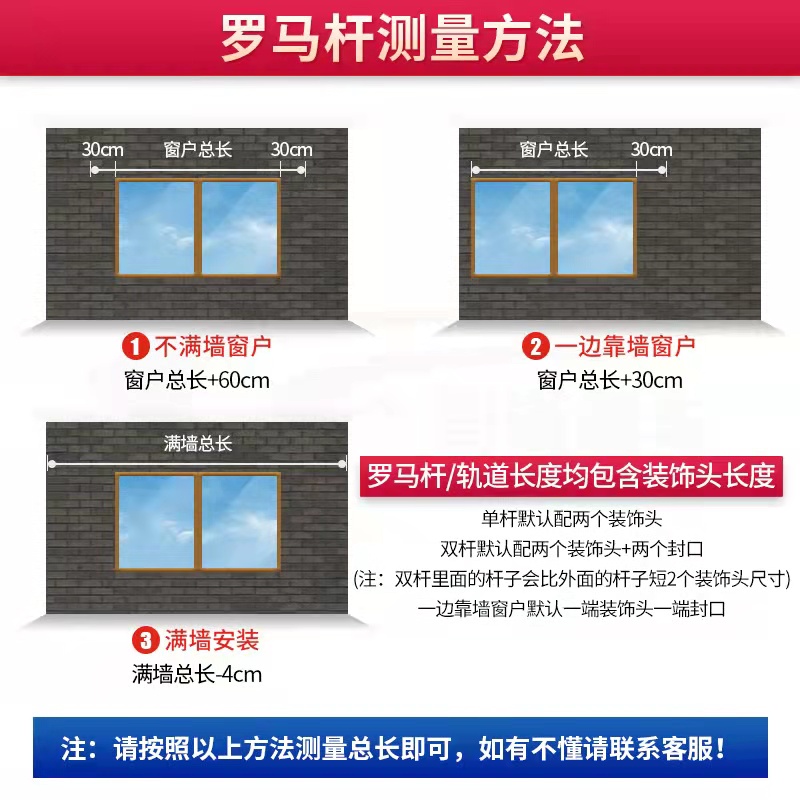 罗马杆测量方法
30cm 窗户总长 30cm
1 不满墙窗户
窗户总长+60cm
窗户总长 30cm
2 一边靠墙窗户
窗户总长+30cm
满墙总长
3 满墙安装
满墙总长-4cm
罗马杆/轨道长度均包含装饰头长度
单杆默认配两个装饰头
双杆默认配两个装饰头+两个封口
(注：双杆里面的杆子会比外面的杆子短2个装饰头尺寸)
一边靠墙窗户默认一端装饰头一端封口
注：请按照以上方法测量总长即可，如有不懂请联系客服！